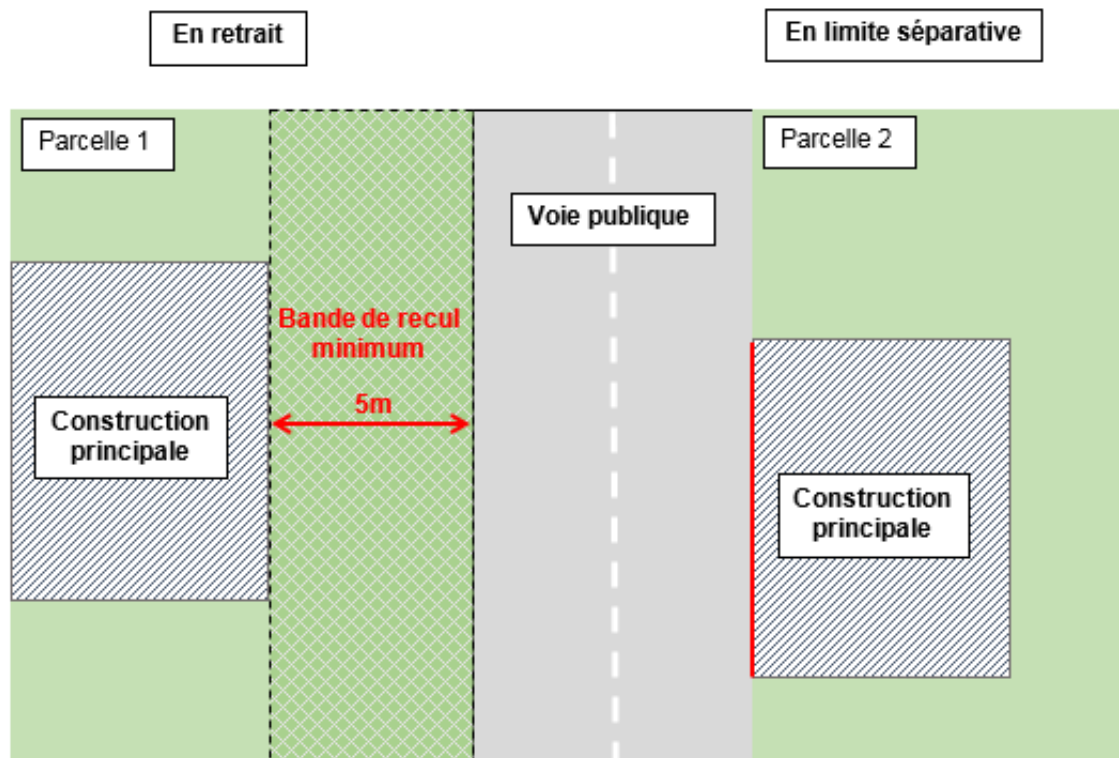 En retrait
En limite séparative
Parcelle 1
Parcelle 2
Voie publique
Bande de recul
minimum
5m
Construction
principale
Construction
principale